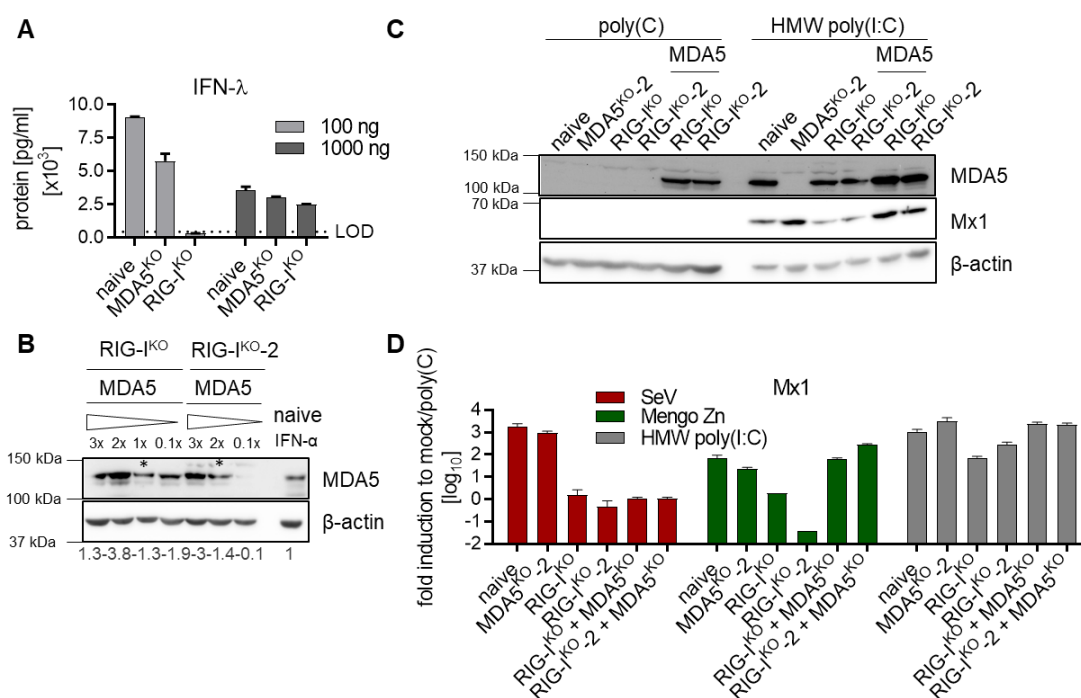 A
IFN-λ
protein [pg/ml]
[x10³]
9.0
7.5
5.0
2.5
0.0
100 ng
1000 ng
LOD
naive
MDA5KO
RIG-IKO
naive
MDA5KO
RIG-IKO
B
RIG-IKO RIG-IKO-2
MDA5 MDA5
naive
3x 2x 1x 0.1x 3x 2x 0.1x IFN-α
150 kDa
* *
MDA5
100 kDa
β-actin
37 kDa
1.3-3.8-1.3-1.9-3-1.4-0.1 1
C
poly(C) HMW poly(I:C)
MDA5 MDA5
naive
MDA5KO-2
RIG-IKO
RIG-IKO-2
RIG-IKO
RIG-IKO-2
naive
MDA5KO-2
RIG-IKO
RIG-IKO-2
RIG-IKO
RIG-IKO-2
150 kDa
MDA5
100 kDa
70 kDa
Mx1
β-actin
37 kDa
D
Mx1
fold induction to mock/poly(C)
[log10]
4
3
2
1
0
-1
-2
SeV
Mengo Zn
HMW poly(I:C)
naive
MDA5KO-2
RIG-IKO
RIG-IKO-2
RIG-IKO + MDA5KO
RIG-IKO-2 + MDA5KO
naive
MDA5KO-2
RIG-IKO
RIG-IKO-2
RIG-IKO + MDA5KO
RIG-IKO-2 + MDA5KO
naive
MDA5KO-2
RIG-IKO
RIG-IKO-2
RIG-IKO + MDA5KO
RIG-IKO-2 + MDA5KO